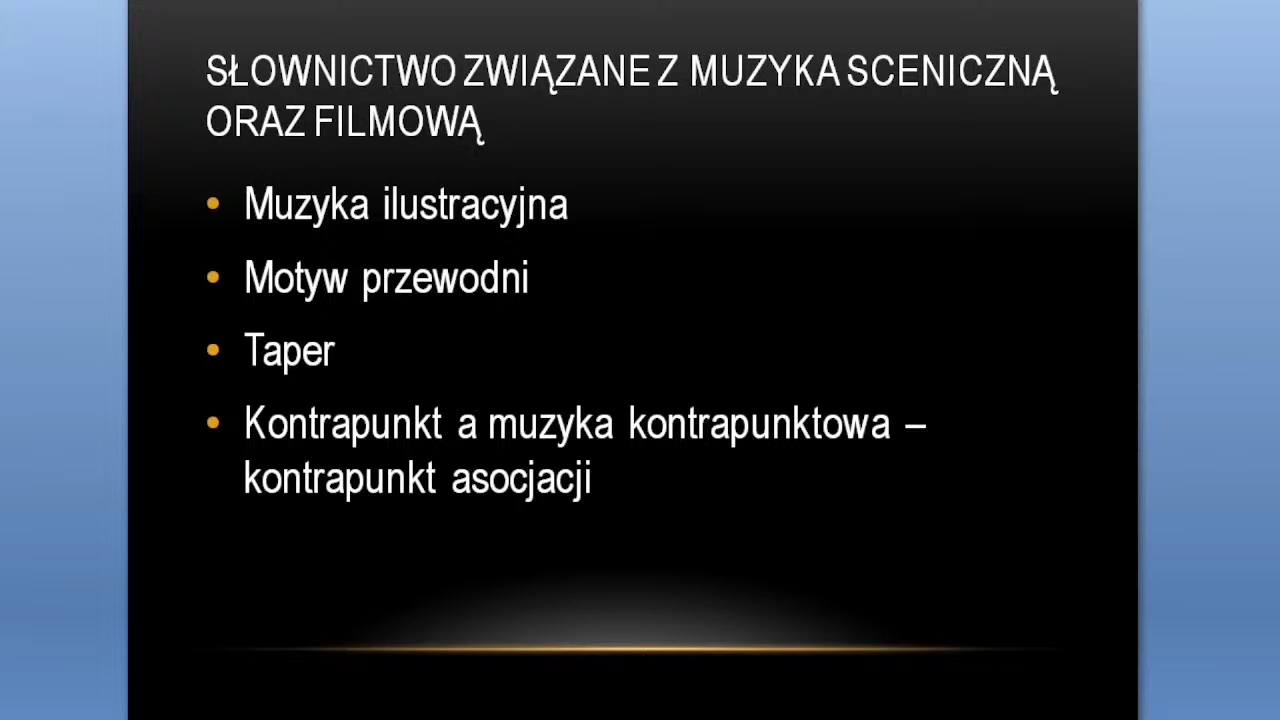 SŁOWNICTWO ZWIĄZANE Z MUZYKA SCENICZNĄ
ORAZ FILMOWĄ
• Muzyka ilustracyjna
• Motyw przewodni
• Taper
• Kontrapunkt a muzyka kontrapunktowa –
kontrapunkt asocjacji